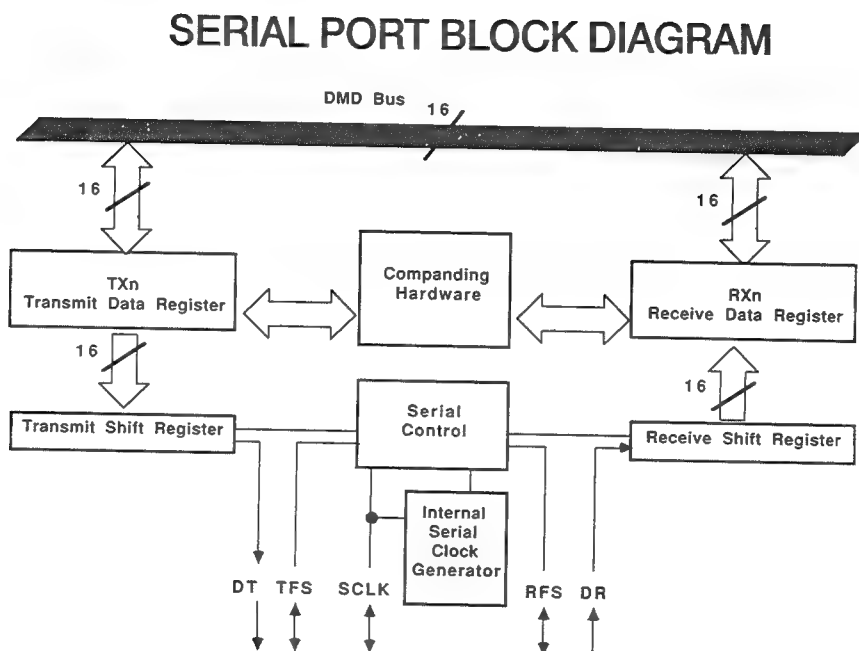 SERIAL PORT BLOCK DIAGRAM
DMD Bus
16
16
16
TXn
Transmit Data Register
Companding
Hardware
RXn
Receive Data Register
16
16
Transmit Shift Register
Serial
Control
Receive Shift Register
Internal
Serial
Clock
Generator
DT TFS SCLK RFS DR